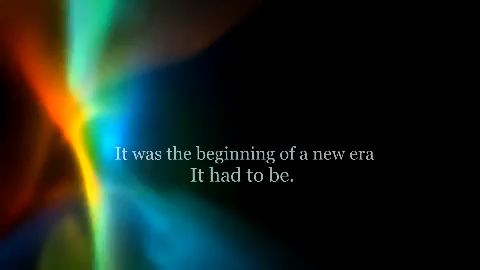 It was the beginning of a new era
It had to be.